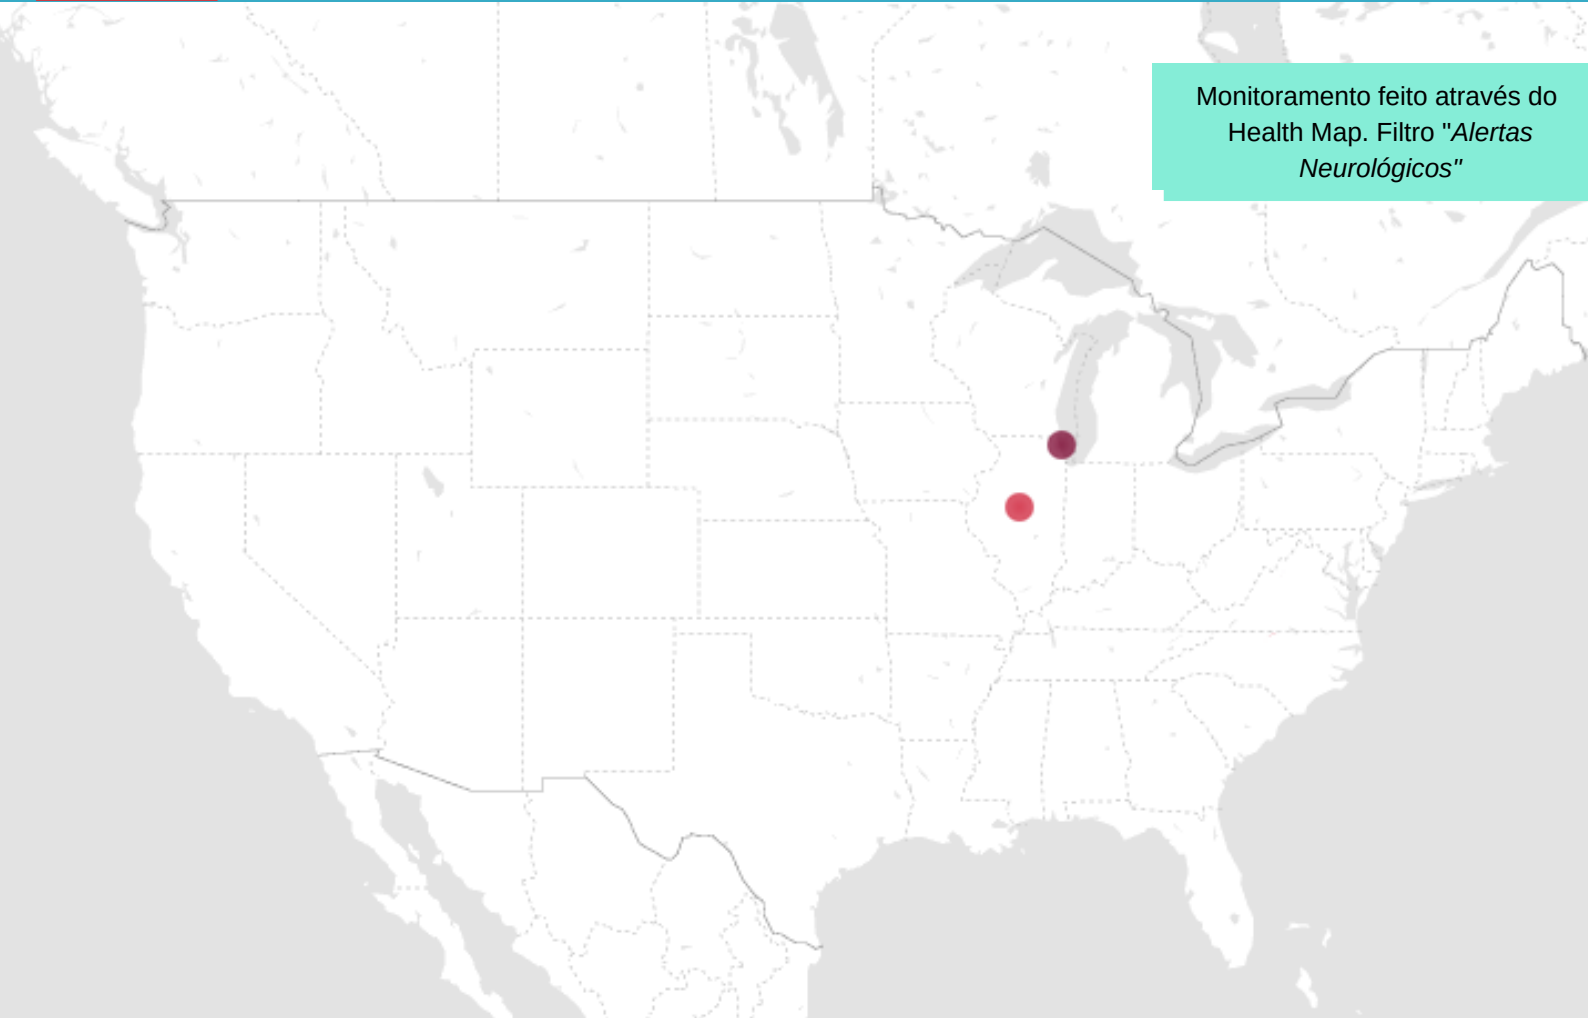 Monitoramento feito através do
Health Map. Filtro "Alertas
Neurológicos"